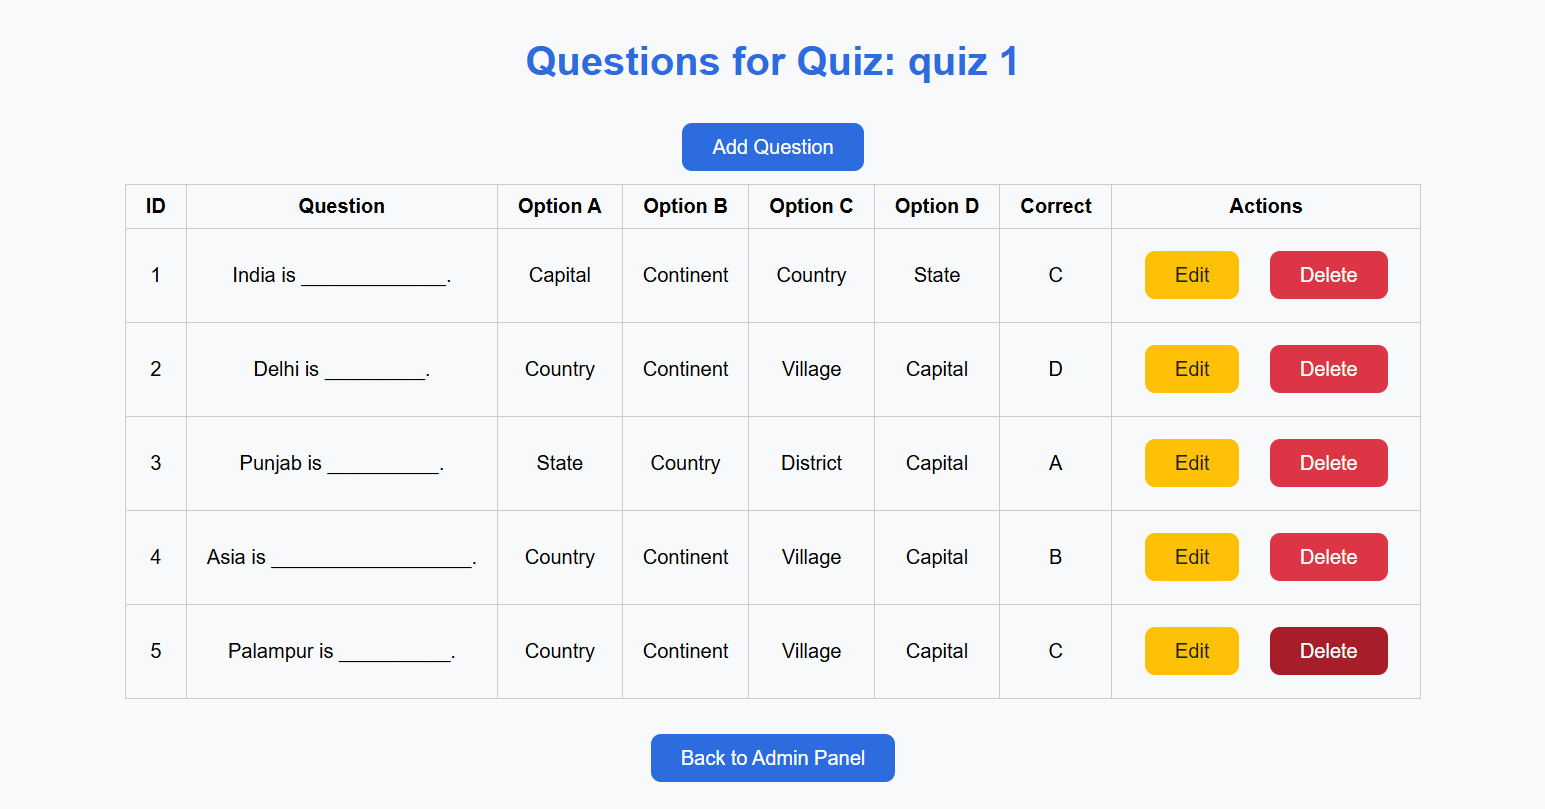 Questions for Quiz: quiz 1
Add Question
ID Question Option A Option B Option C Option D Correct Actions
1 India is _____________. Capital Continent Country State C Edit Delete
2 Delhi is _________. Country Continent Village Capital D Edit Delete
3 Punjab is __________. State Country District Capital A Edit Delete
4 Asia is __________________. Country Continent Village Capital B Edit Delete
5 Palampur is __________. Country Continent Village Capital C Edit Delete
Back to Admin Panel